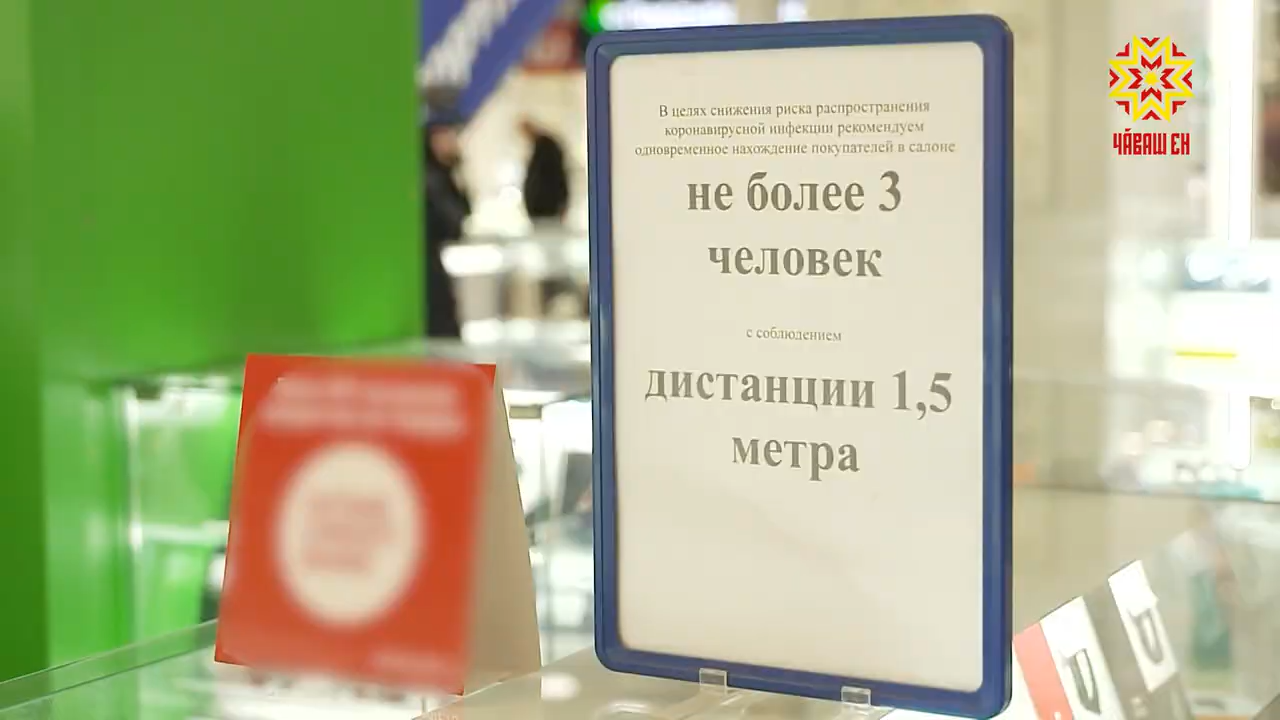 В целях снижения риска распространения
коронавирусной инфекции рекомендуем
одновременное нахождение покупателей в салоне
не более 3
человек
с соблюдением
дистанции 1,5
метра
ЧӐВАШ ЕН